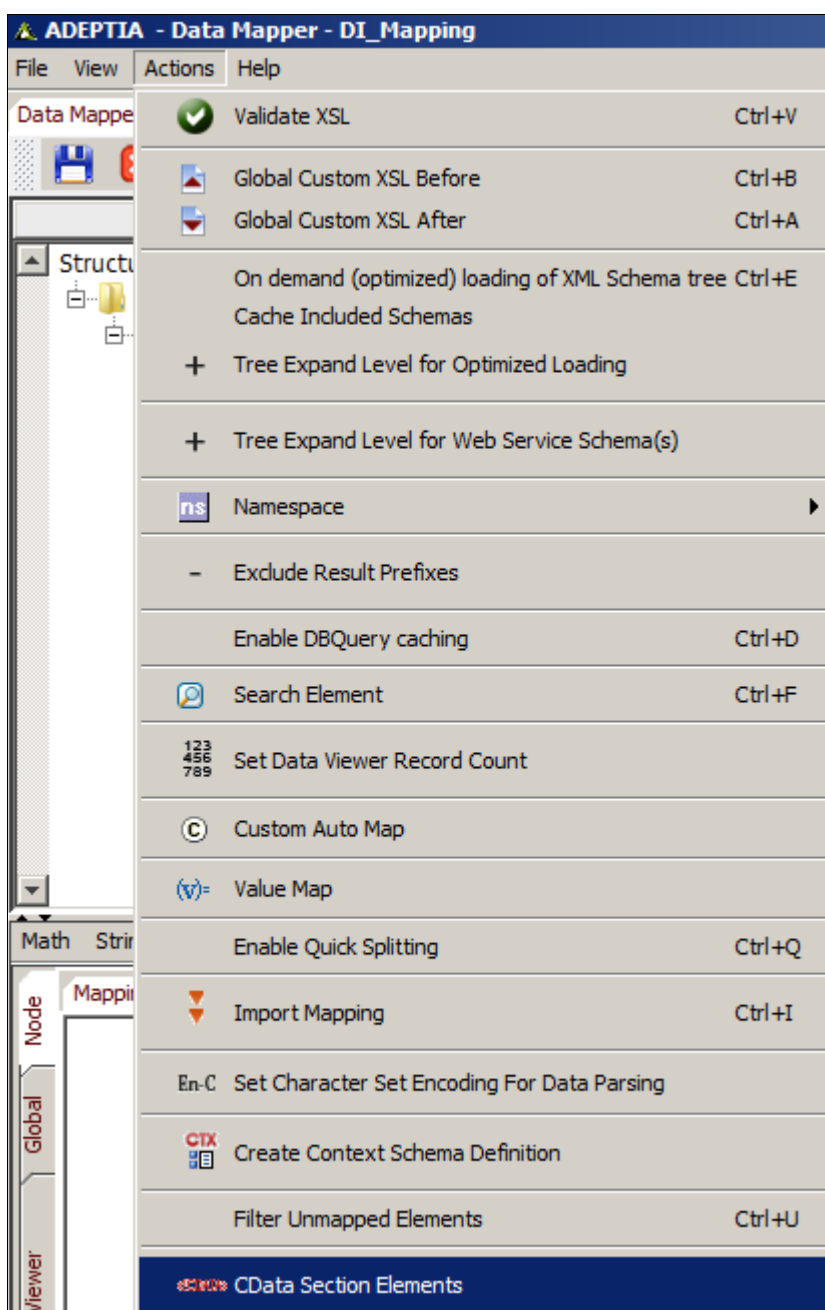 ADEPTIA - Data Mapper - DI_Mapping
File View Actions Help
Data Mappe
Validate XSL Ctrl+V
Global Custom XSL Before Ctrl+B
Global Custom XSL After Ctrl+A
Structu
On demand (optimized) loading of XML Schema tree Ctrl+E
Cache Included Schemas
+ Tree Expand Level for Optimized Loading
+ Tree Expand Level for Web Service Schema(s)
ns Namespace
- Exclude Result Prefixes
Enable DBQuery caching Ctrl+D
Search Element Ctrl+F
123
456
789
Set Data Viewer Record Count
C Custom Auto Map
(v)= Value Map
Math Strin
Enable Quick Splitting Ctrl+Q
Node
Mappin
Import Mapping Ctrl+I
En-C Set Character Set Encoding For Data Parsing
Global
CTX Create Context Schema Definition
Filter Unmapped Elements Ctrl+U
Viewer
CData Section Elements